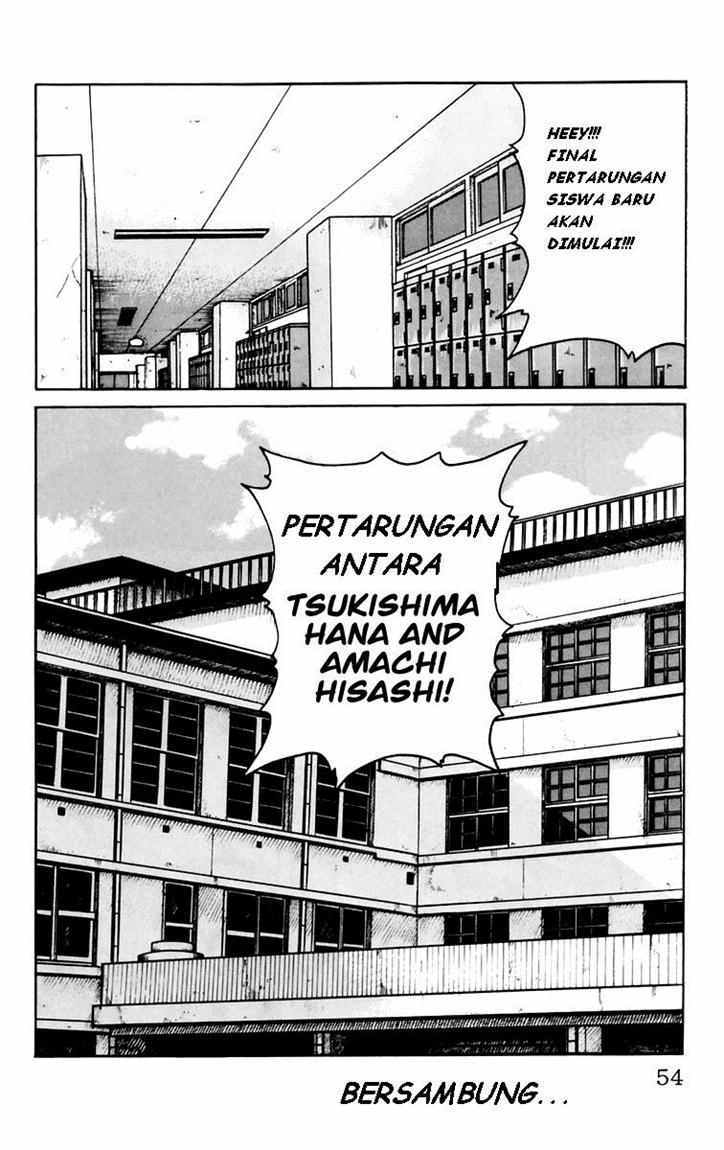 HEEY!!!
FINAL
PERTARUNGAN
SISWA BARU
AKAN
DIMULAI!!!
PERTARUNGAN
ANTARA
TSUKISHIMA
HANA AND
AMACHI
HISASHI!
54
BERSAMBUNG...